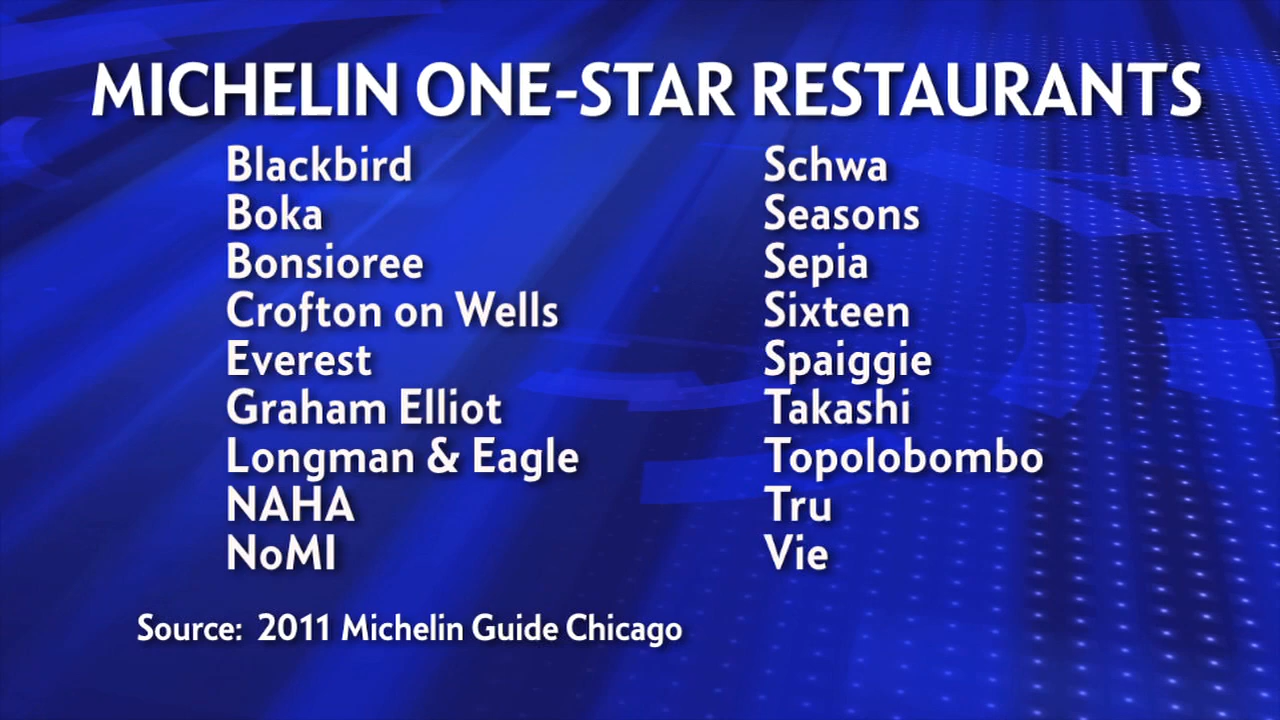 MICHELIN ONE-STAR RESTAURANTS
Blackbird
Boka
Bonsioree
Crofton on Wells
Everest
Graham Elliot
Longman & Eagle
NAHA
NoMI
Schwa
Seasons
Sepia
Sixteen
Spaiggie
Takashi
Topolobombo
Tru
Vie
Source: 2011 Michelin Guide Chicago